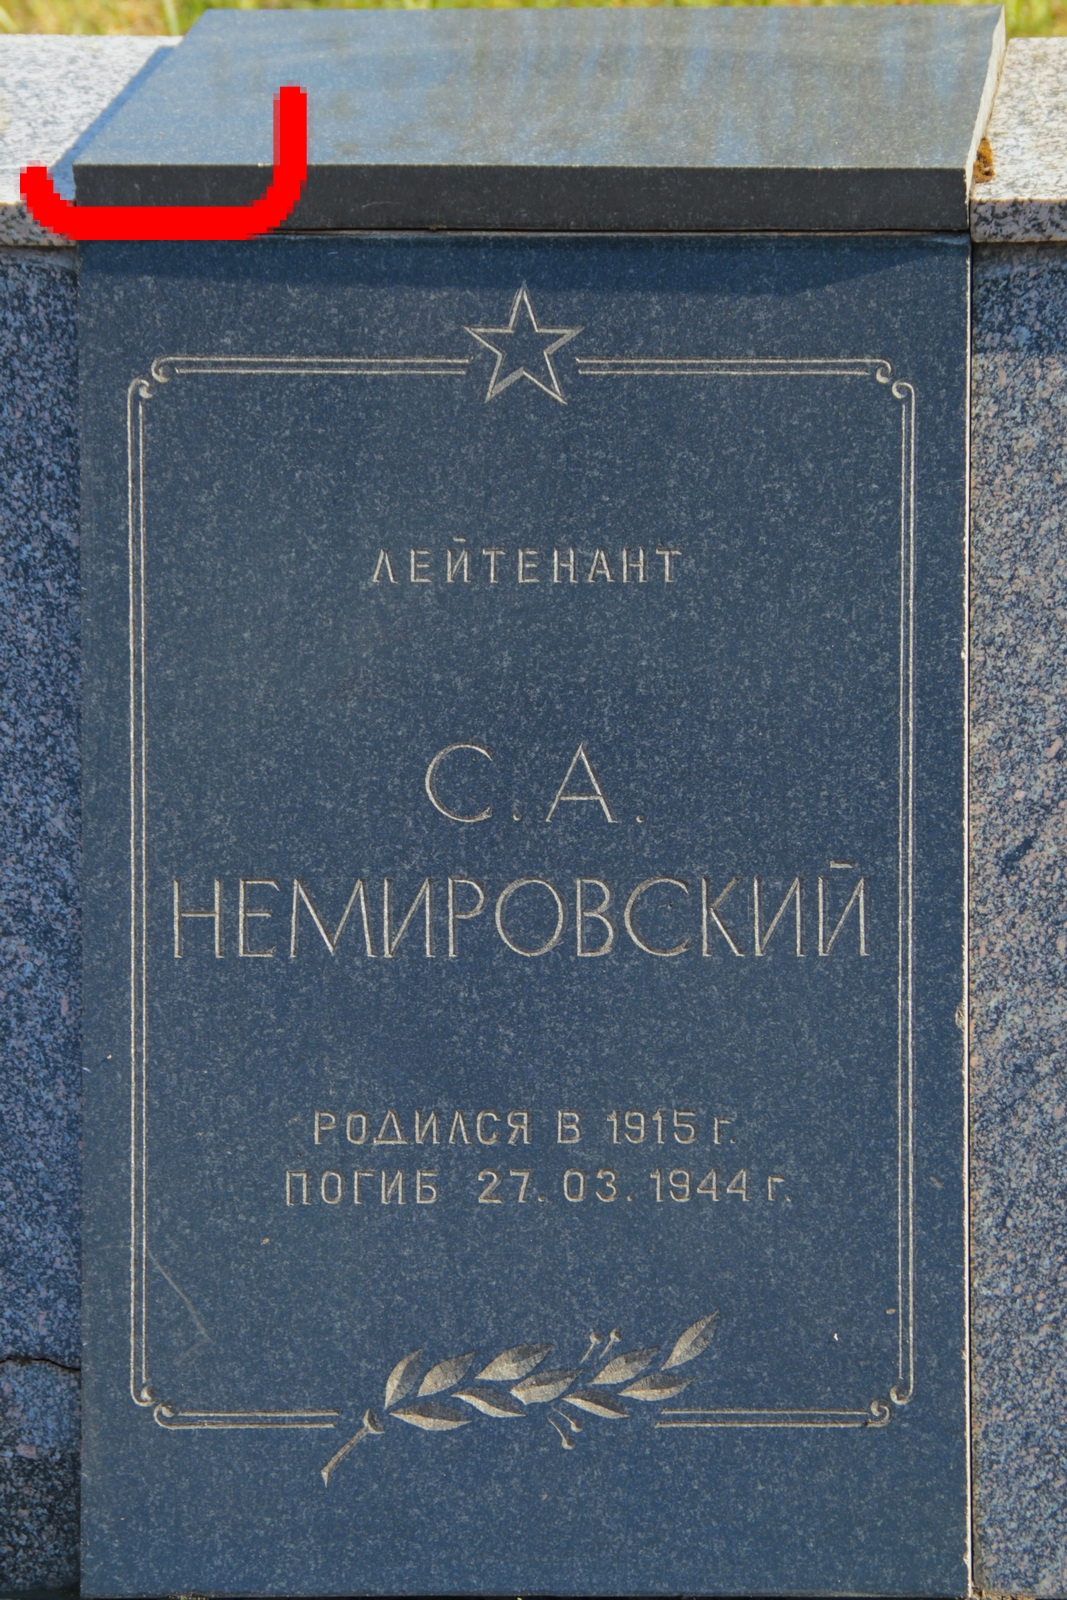 ЛЕЙТЕНАНТ
С.А.
НЕМИРОВСКИЙ
РОДИЛСЯ В 1915 г.
ПОГИБ 27.03.1944 г.